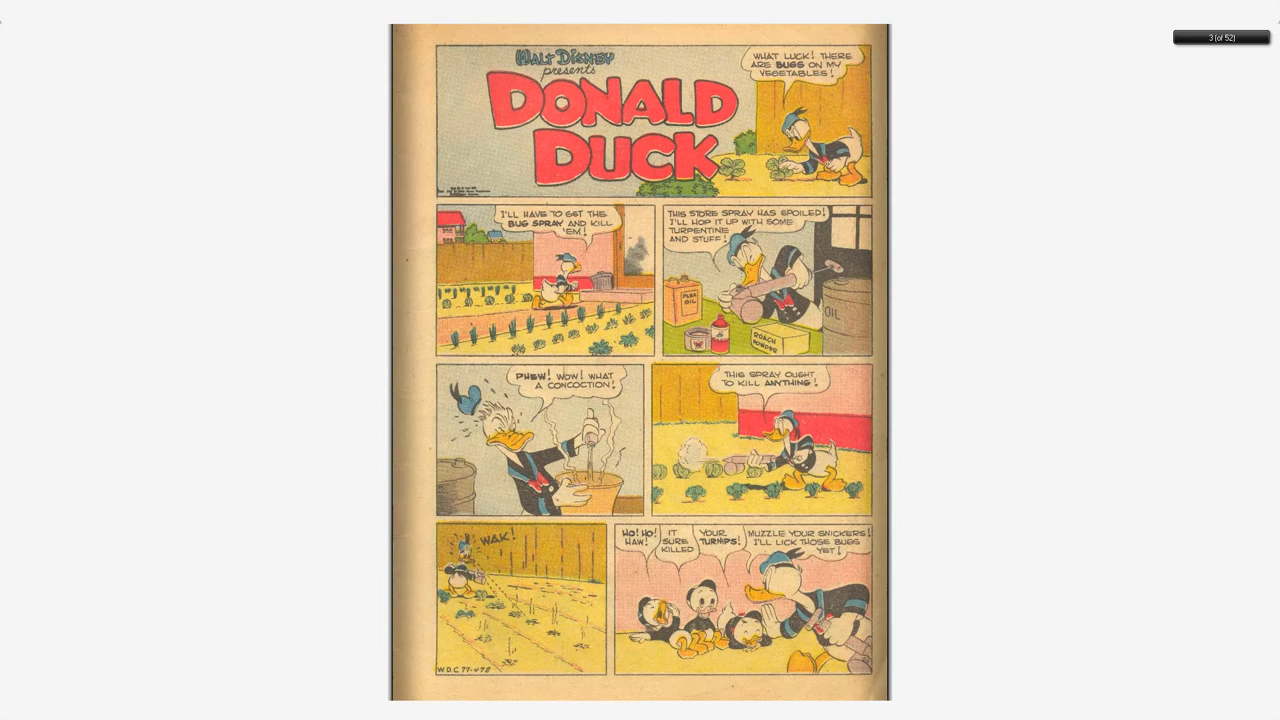 3 (of 52)
WALT DISNEY
presents
DONALD
DUCK
WHAT LUCK! THERE
ARE BUGS ON MY
VEGETABLES!
I'LL HAVE TO GET THE
BUG SPRAY AND KILL
'EM!
THIS STORE SPRAY HAS SPOILED!
I'LL HOP IT UP WITH SOME
TURPENTINE
AND STUFF!
FLEA
OIL
ROACH
POWDER
OIL
PHEW! WOW! WHAT
A CONCOCTION!
THIS SPRAY OUGHT
TO KILL ANYTHING!
WAK!
W.D.C. 77-478
HO! HO!
HAW!
IT
SURE
KILLED
YOUR
TURNIPS!
MUZZLE YOUR SNICKERS!
I'LL LICK THOSE BUGS
YET!